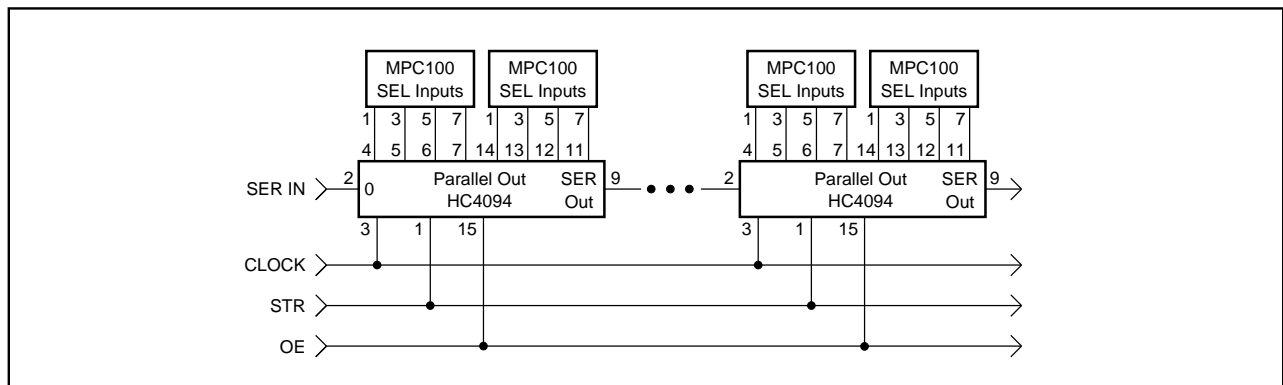 MPC100 MPC100 MPC100 MPC100
SEL Inputs SEL Inputs SEL Inputs SEL Inputs
1 3 5 7 1 3 5 7 1 3 5 7 1 3 5 7
4 5 6 7 14 13 12 11 4 5 6 7 14 13 12 11
SER IN 2 0 Parallel Out SER 9 2 Parallel Out SER 9
HC4094 Out HC4094 Out
3 1 15 3 1 15
CLOCK
STR
OE